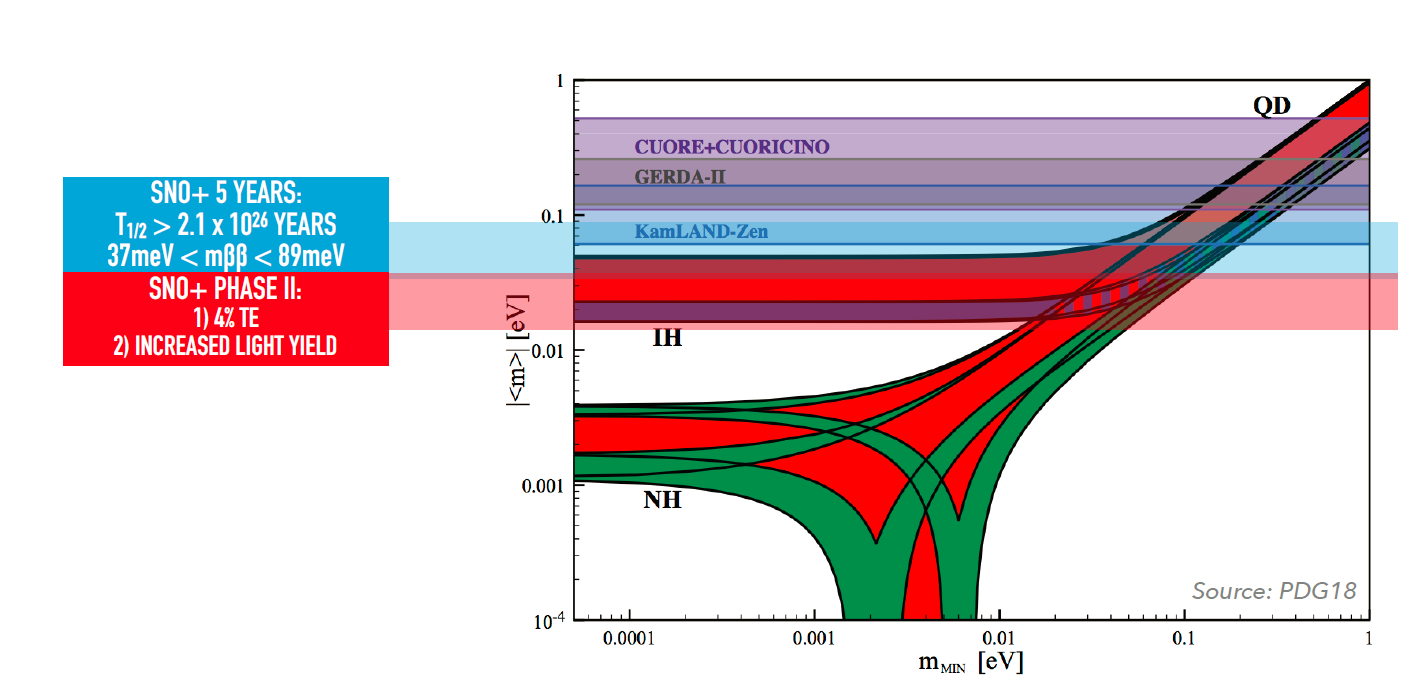 SNO+ 5 YEARS:
T1/2 > 2.1 x 10²⁶ YEARS
37meV < mββ < 89meV
SNO+ PHASE II:
1) 4% TE
2) INCREASED LIGHT YIELD
|<m>| [eV]
1
0.1
0.01
0.001
10⁻⁴
QD
CUORE+CUORICINO
GERDA-II
KamLAND-Zen
IH
NH
Source: PDG18
0.0001
0.001
0.01
0.1
1
mMIN [eV]